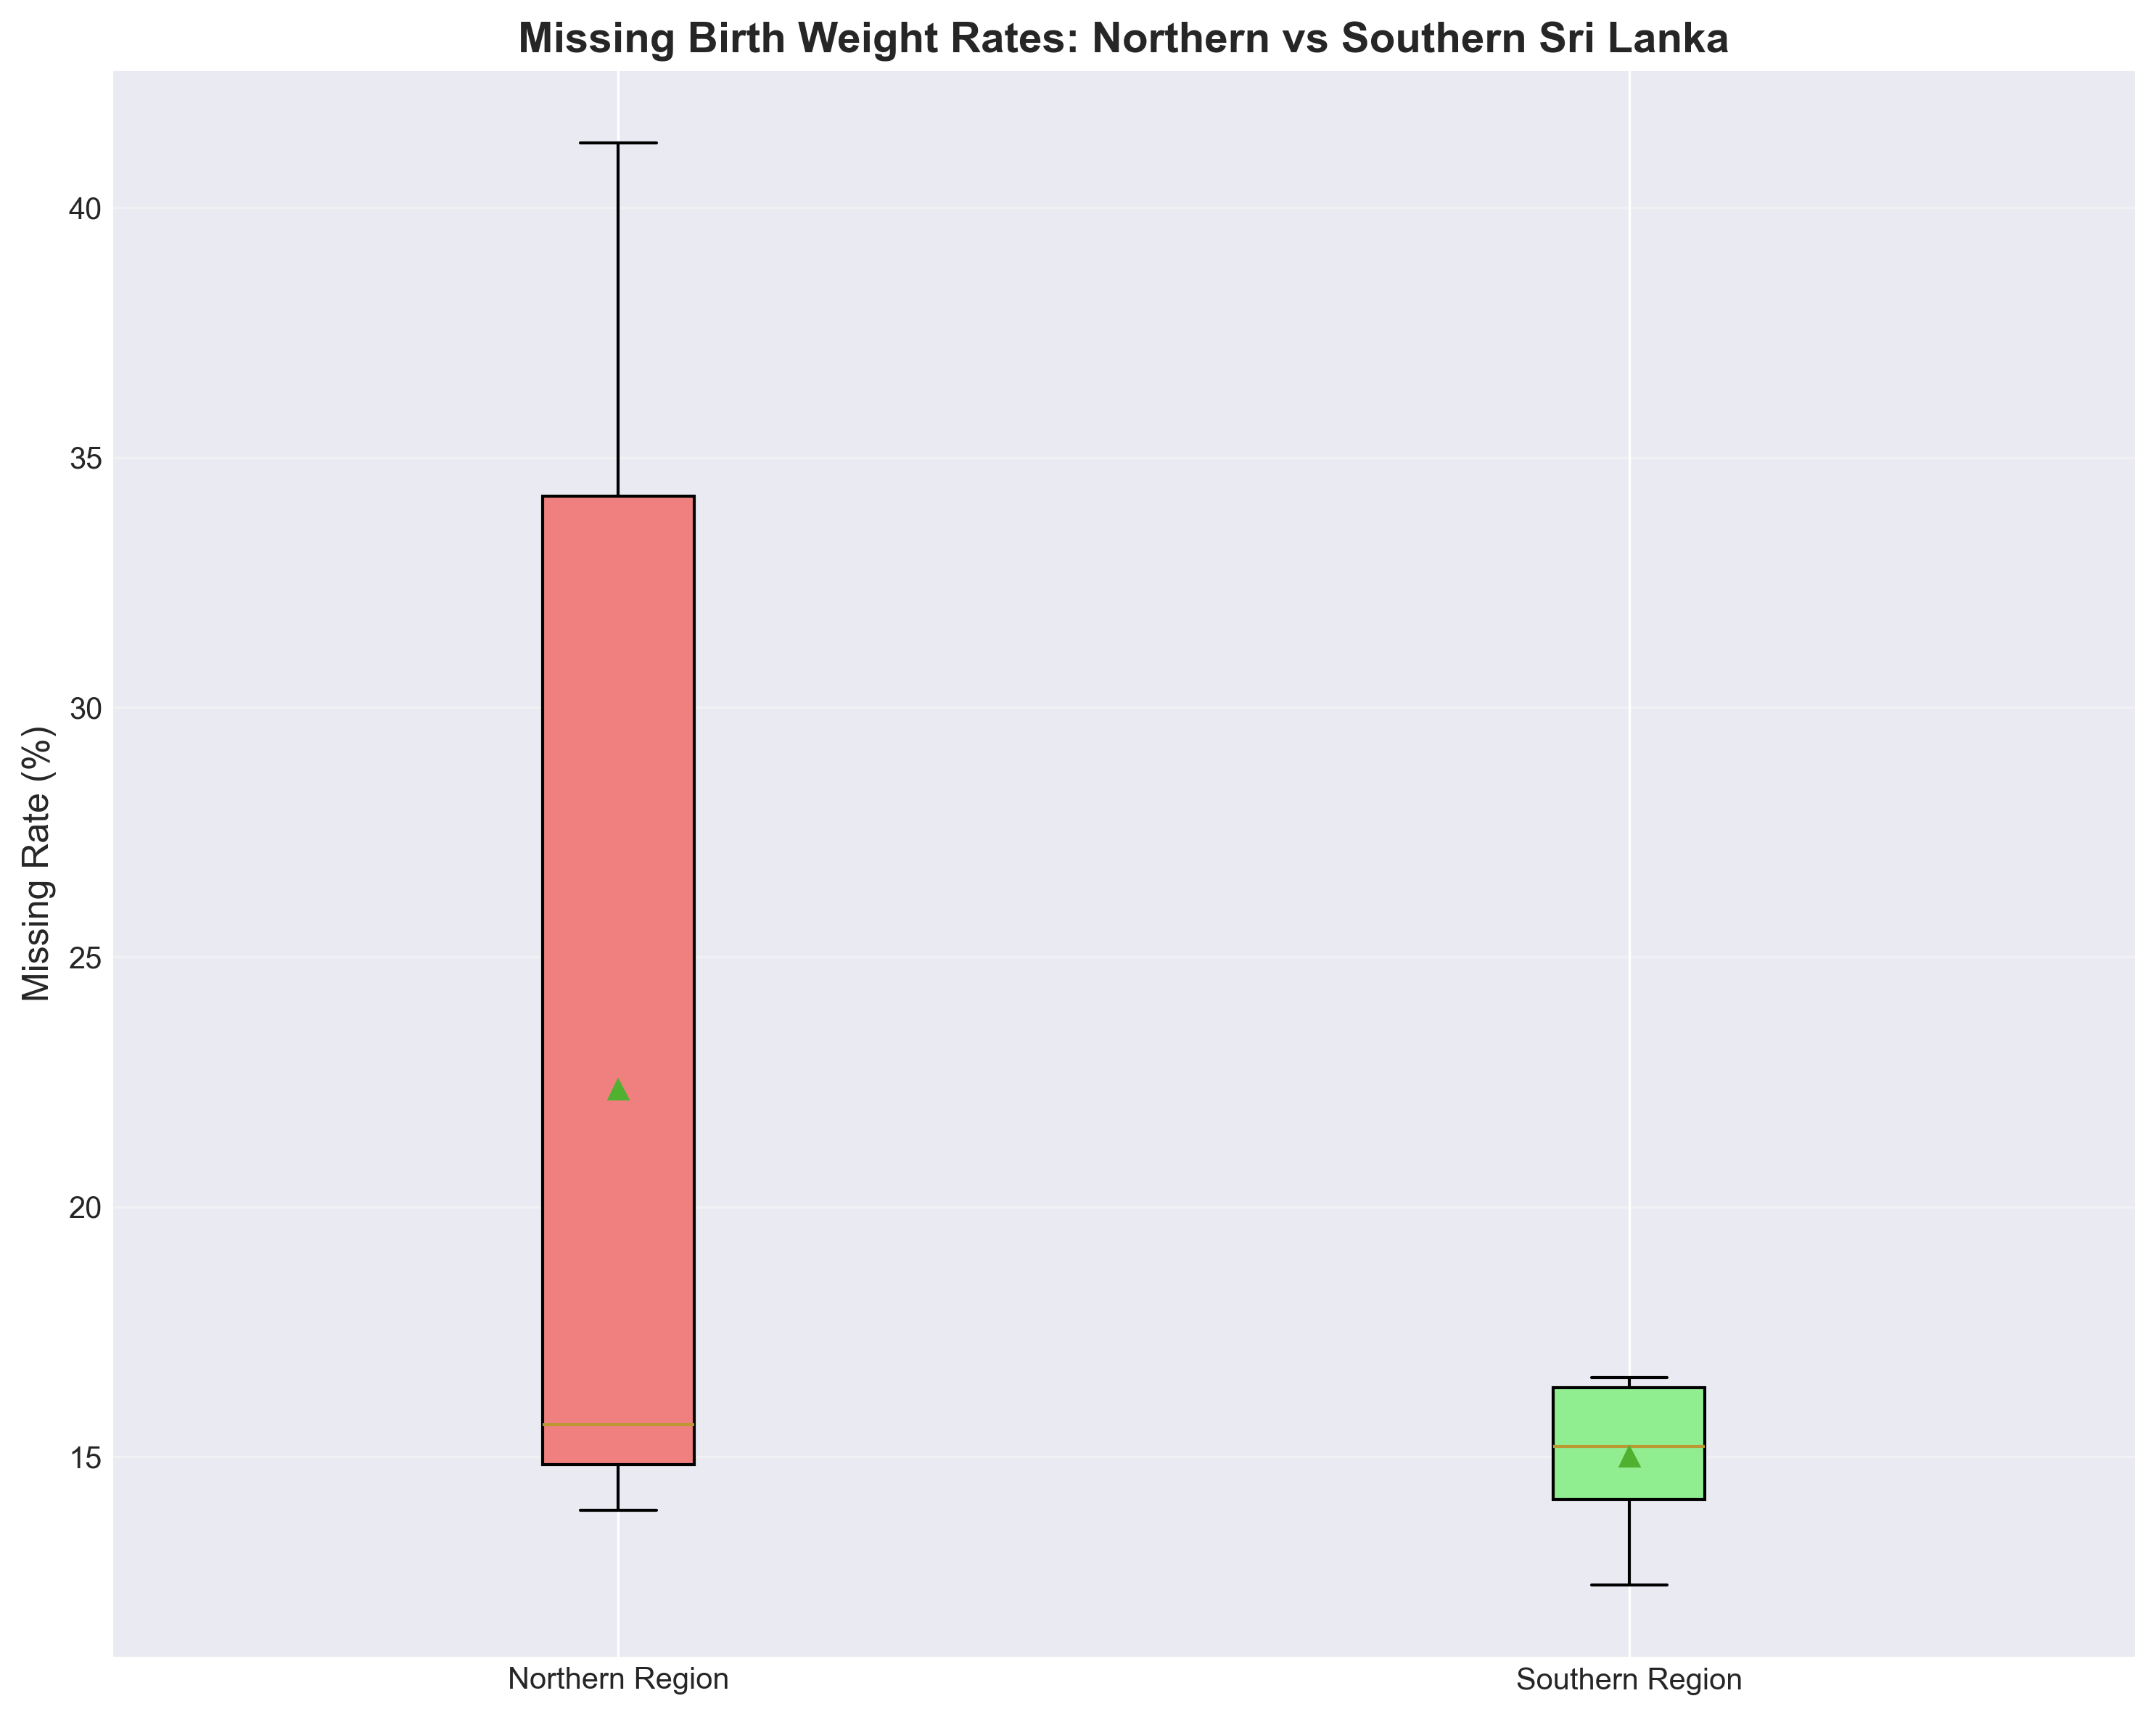 Missing Birth Weight Rates: Northern vs Southern Sri Lanka
Missing Rate (%)
40
35
30
25
20
15
Northern Region
Southern Region